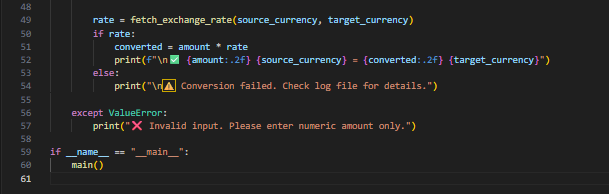 48
49 rate = fetch_exchange_rate(source_currency, target_currency)
50 if rate:
51 converted = amount * rate
52 print(f"\n✅ {amount:.2f} {source_currency} = {converted:.2f} {target_currency}")
53 else:
54 print("\n⚠️ Conversion failed. Check log file for details.")
55
56 except ValueError:
57 print("❌ Invalid input. Please enter numeric amount only.")
58
59 if __name__ == "__main__":
60 main()
61